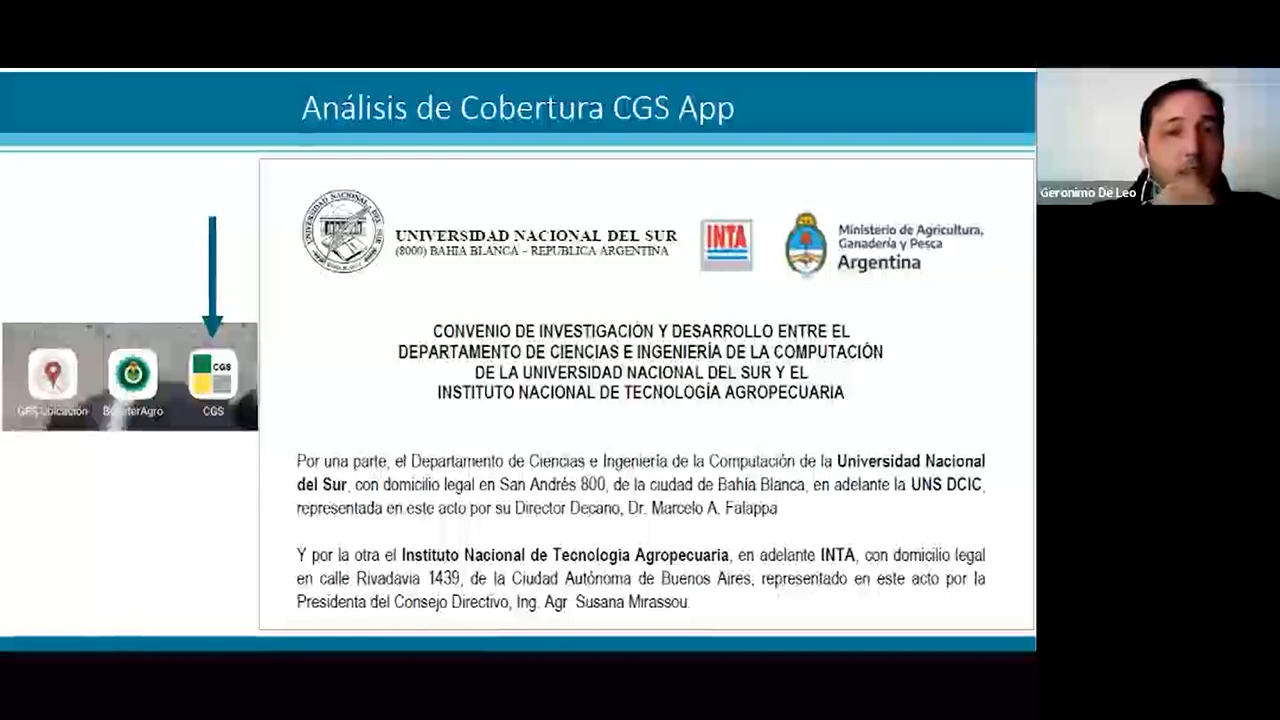 Análisis de Cobertura CGS App
Geronimo De Leo
UNIVERSIDAD NACIONAL DEL SUR
UNIVERSIDAD NACIONAL DEL SUR
(8000) BAHIA BLANCA – REPUBLICA ARGENTINA
INTA
Ministerio de Agricultura,
Ganadería y Pesca
Argentina
CONVENIO DE INVESTIGACIÓN Y DESARROLLO ENTRE EL
DEPARTAMENTO DE CIENCIAS E INGENIERÍA DE LA COMPUTACIÓN
DE LA UNIVERSIDAD NACIONAL DEL SUR Y EL
INSTITUTO NACIONAL DE TECNOLOGÍA AGROPECUARIA
CGS
GPS Ubicación
BoosterAgro
CGS
Por una parte, el Departamento de Ciencias e Ingeniería de la Computación de la Universidad Nacional
del Sur, con domicilio legal en San Andrés 800, de la ciudad de Bahía Blanca, en adelante la UNS DCIC,
representada en este acto por su Director Decano, Dr. Marcelo A. Falappa
Y por la otra el Instituto Nacional de Tecnología Agropecuaria, en adelante INTA, con domicilio legal
en calle Rivadavia 1439, de la Ciudad Autónoma de Buenos Aires, representado en este acto por la
Presidenta del Consejo Directivo, Ing. Agr Susana Mirassou.